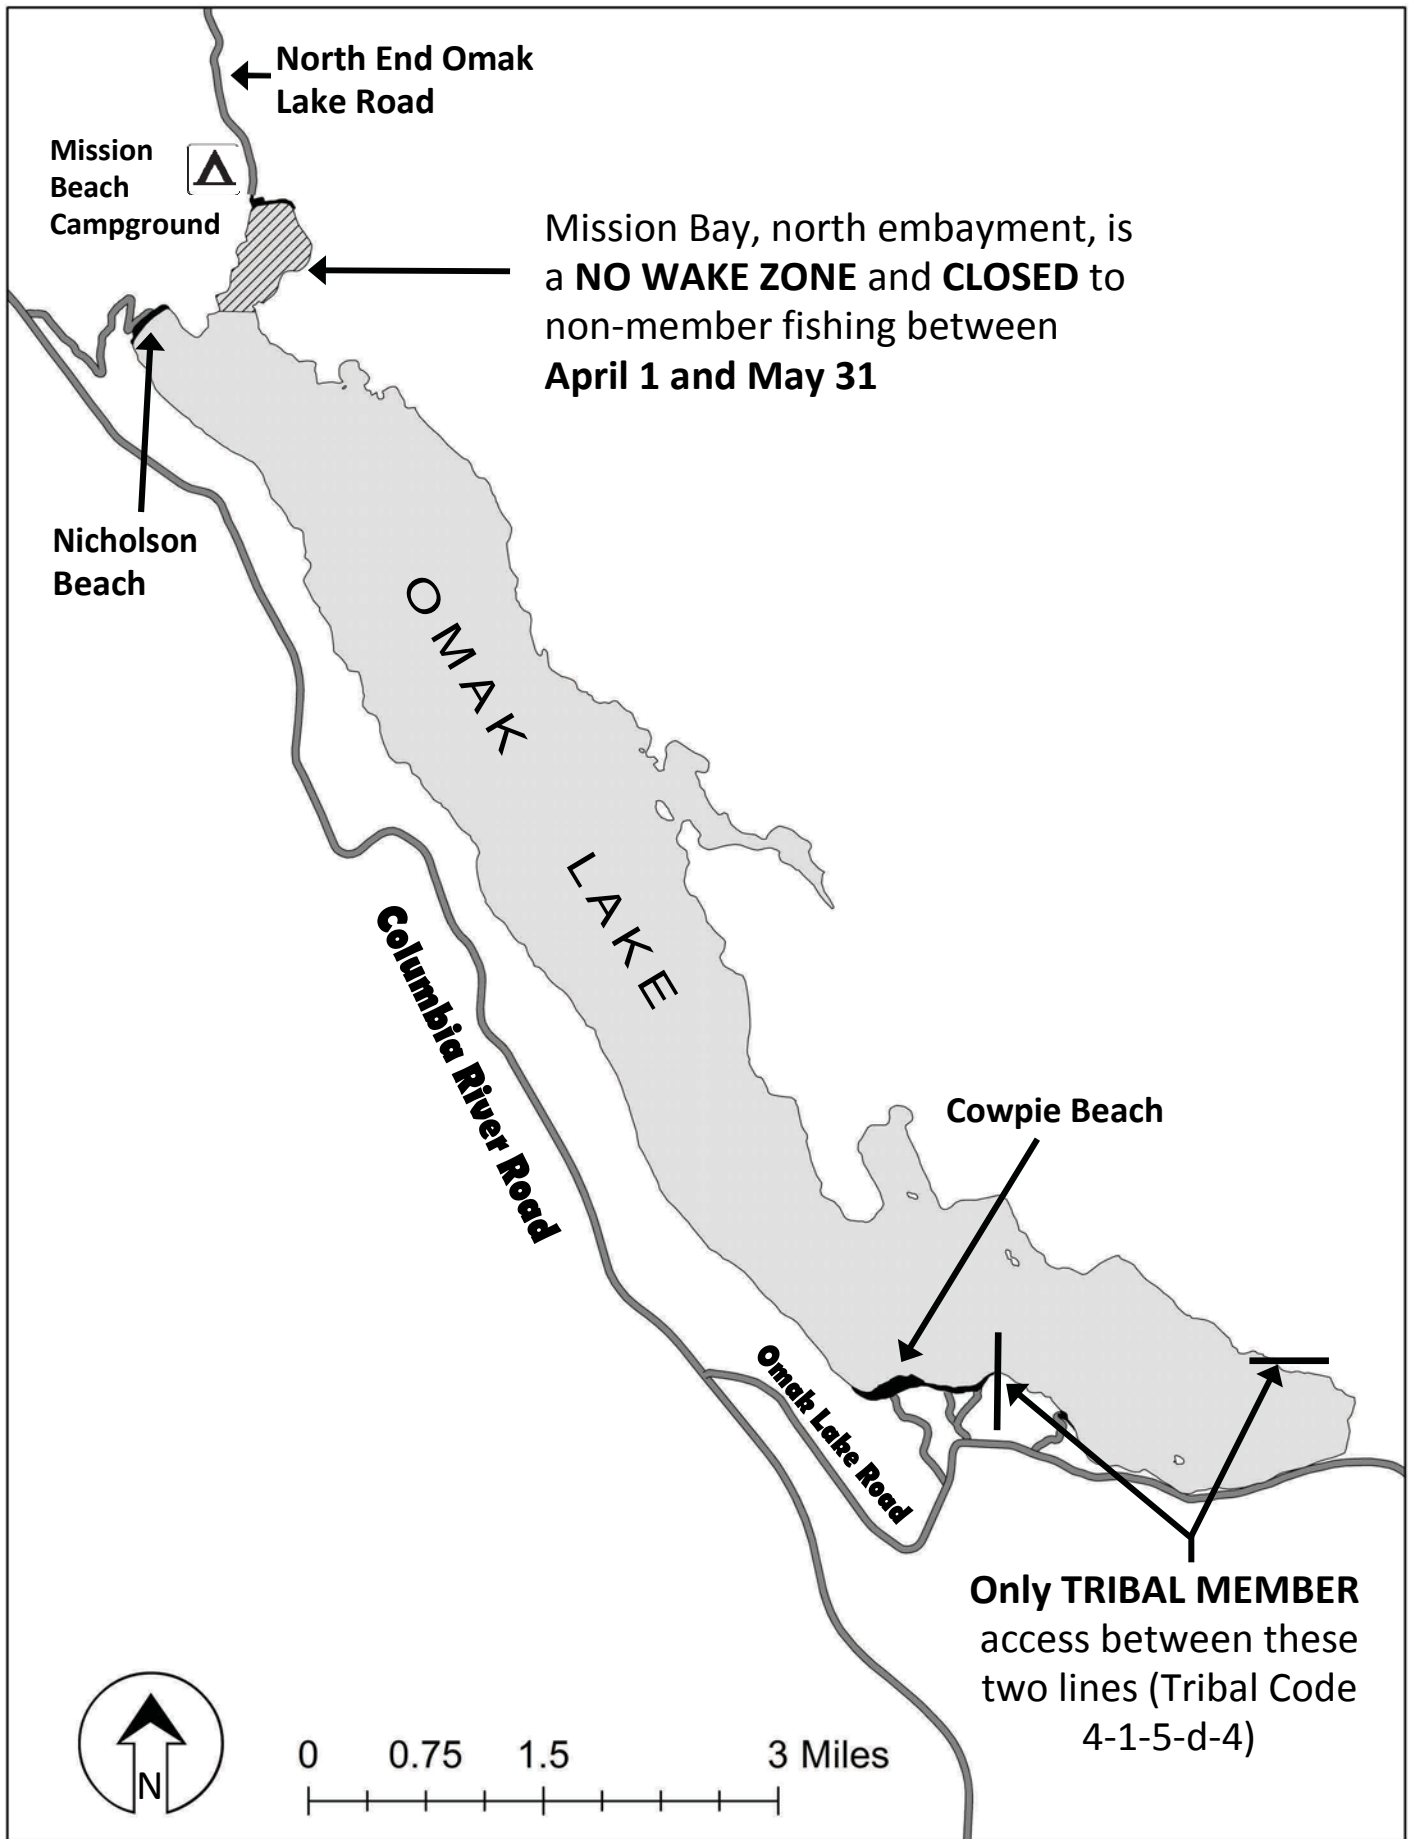 North End Omak
Lake Road
Mission
Beach
Campground
Mission Bay, north embayment, is
a NO WAKE ZONE and CLOSED to
non-member fishing between
April 1 and May 31
Nicholson
Beach
OMAK
LAKE
Columbia River Road
Cowpie Beach
Omak Lake Road
Only TRIBAL MEMBER
access between these
two lines (Tribal Code
4-1-5-d-4)
N
0 0.75 1.5 3 Miles